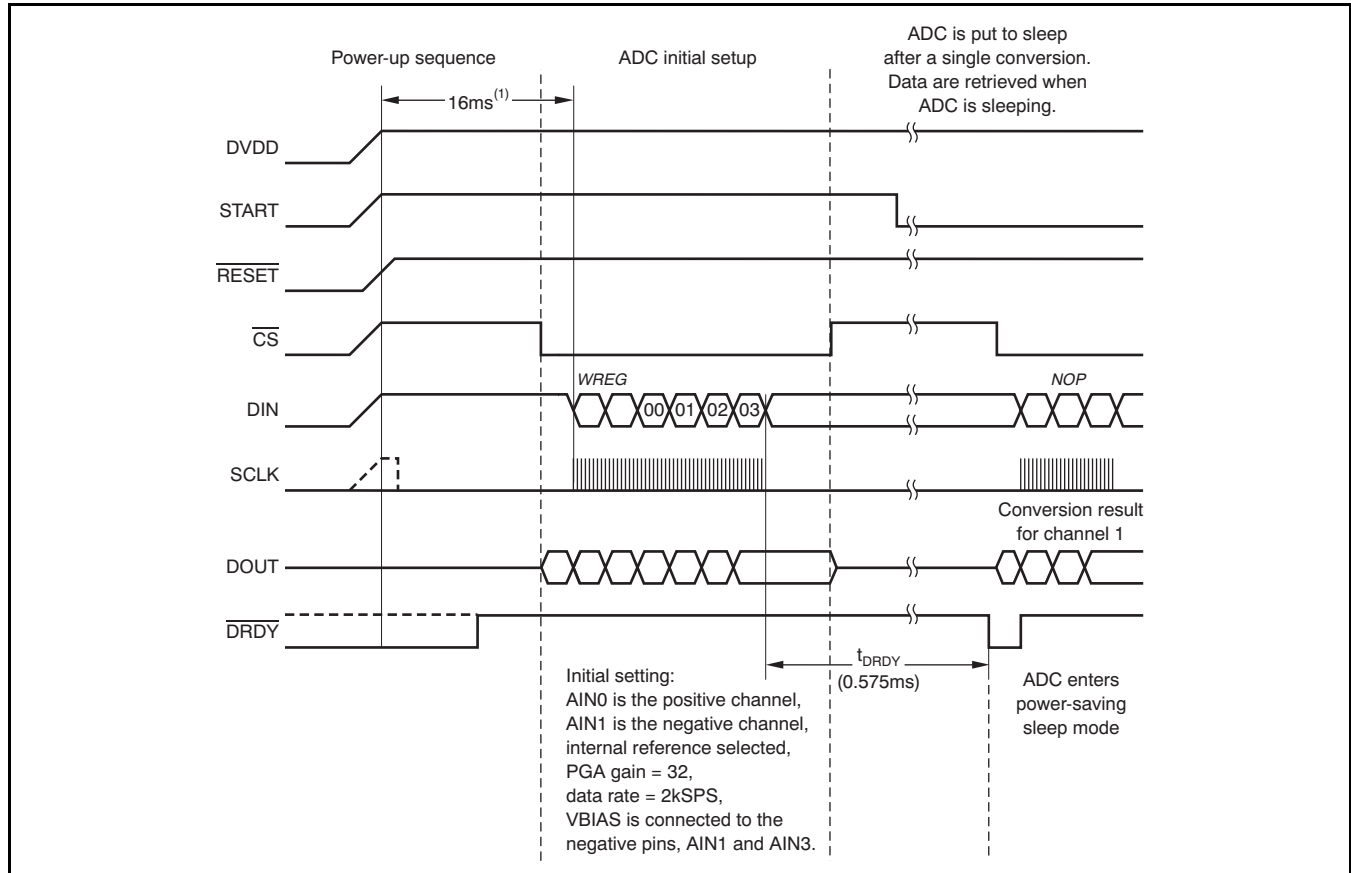 Power-up sequence
ADC initial setup
ADC is put to sleep
after a single conversion.
Data are retrieved when
ADC is sleeping.
16ms(1)
DVDD
START
RESET
CS
WREG
NOP
DIN
00 01 02 03
SCLK
Conversion result
for channel 1
DOUT
DRDY
tDRDY
(0.575ms)
Initial setting:
AIN0 is the positive channel,
AIN1 is the negative channel,
internal reference selected,
PGA gain = 32,
data rate = 2kSPS,
VBIAS is connected to the
negative pins, AIN1 and AIN3.
ADC enters
power-saving
sleep mode